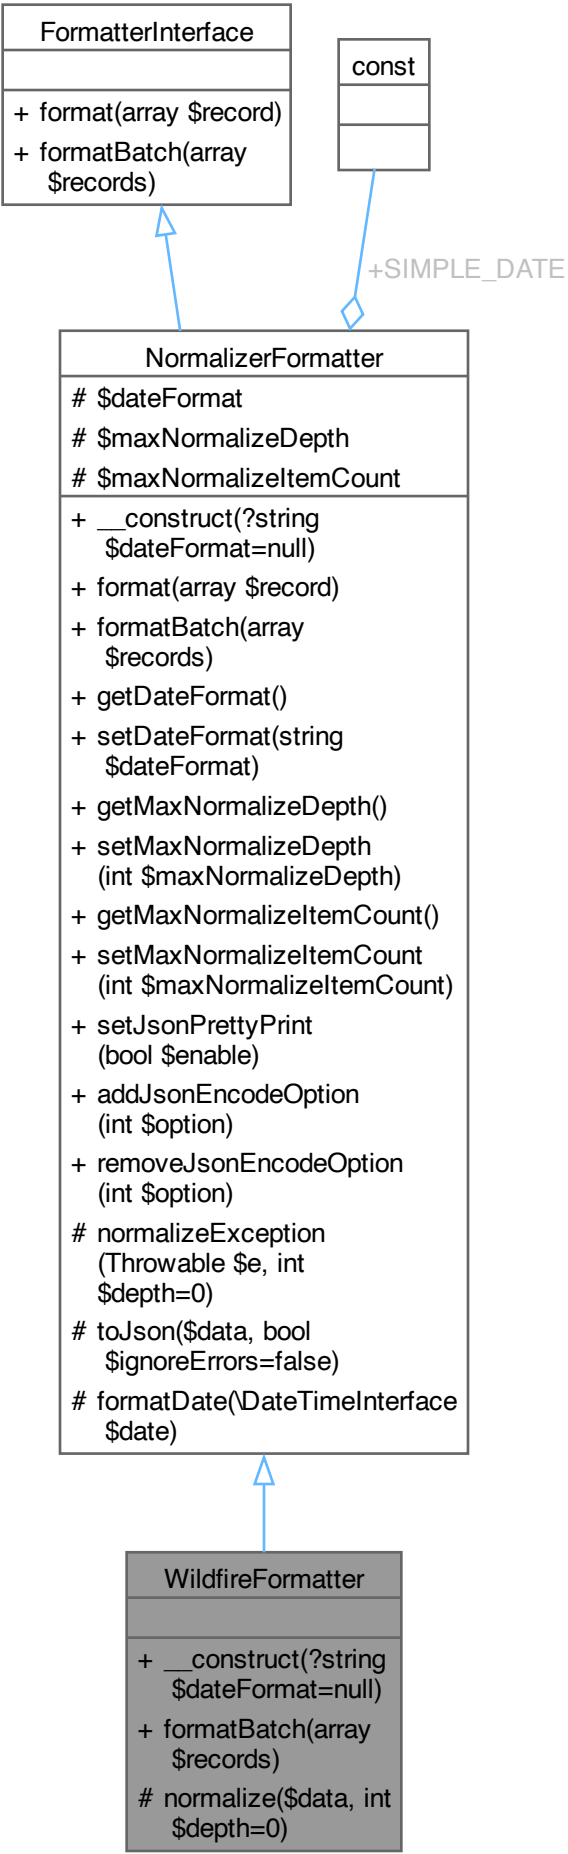 FormatterInterface
+ format(array $record)
+ formatBatch(array
$records)
const
+SIMPLE_DATE
NormalizerFormatter
# $dateFormat
# $maxNormalizeDepth
# $maxNormalizeItemCount
+ __construct(?string
$dateFormat=null)
+ format(array $record)
+ formatBatch(array
$records)
+ getDateFormat()
+ setDateFormat(string
$dateFormat)
+ getMaxNormalizeDepth()
+ setMaxNormalizeDepth
(int $maxNormalizeDepth)
+ getMaxNormalizeItemCount()
+ setMaxNormalizeItemCount
(int $maxNormalizeItemCount)
+ setJsonPrettyPrint
(bool $enable)
+ addJsonEncodeOption
(int $option)
+ removeJsonEncodeOption
(int $option)
# normalizeException
(Throwable $e, int
$depth=0)
# toJson($data, bool
$ignoreErrors=false)
# formatDate(\DateTimeInterface
$date)
WildfireFormatter
+ __construct(?string
$dateFormat=null)
+ formatBatch(array
$records)
# normalize($data, int
$depth=0)